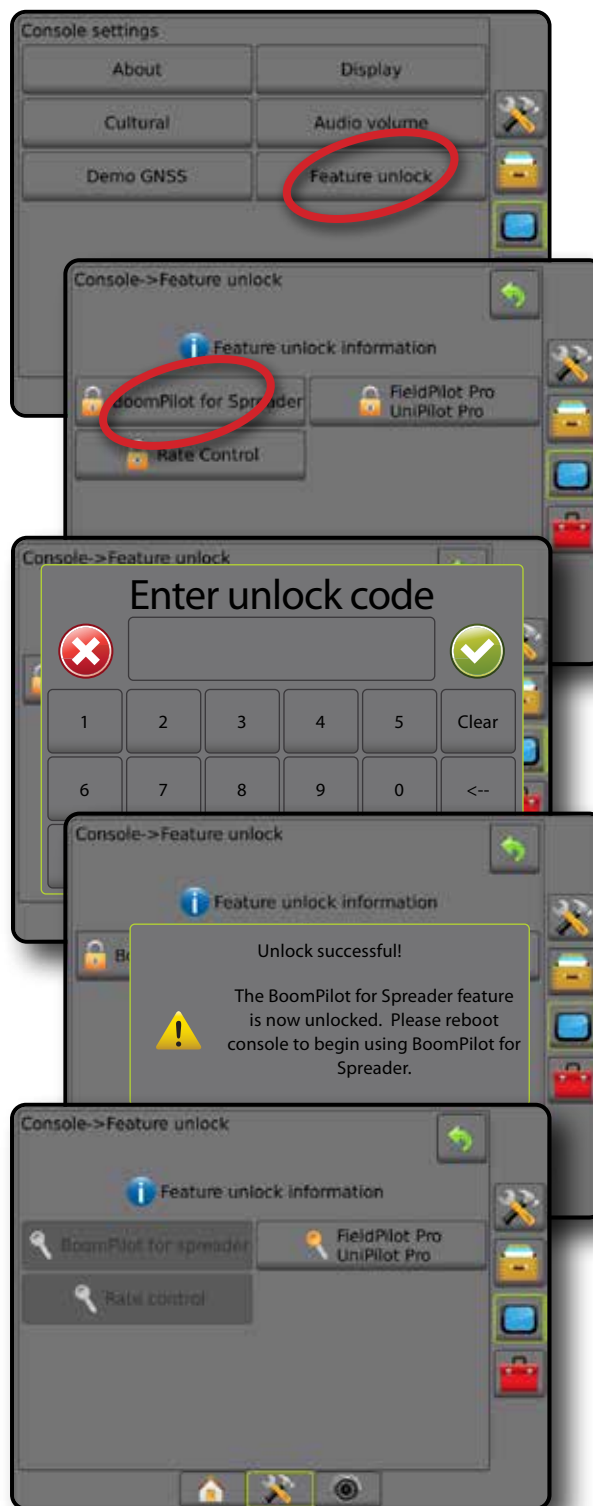 Console settings
About
Display
Cultural
Audio volume
Demo GNSS
Feature unlock
Console->Feature unlock
Feature unlock information
BoomPilot for Spreader
FieldPilot Pro
UniPilot Pro
Rate Control
Console->Feature unlock
Enter unlock code
1 2 3 4 5 Clear
6 7 8 9 0 <--
Console->Feature unlock
Feature unlock information
Unlock successful!
The BoomPilot for Spreader feature
is now unlocked. Please reboot
console to begin using BoomPilot for
Spreader.
Console->Feature unlock
Feature unlock information
BoomPilot for spreader
FieldPilot Pro
UniPilot Pro
Rate control